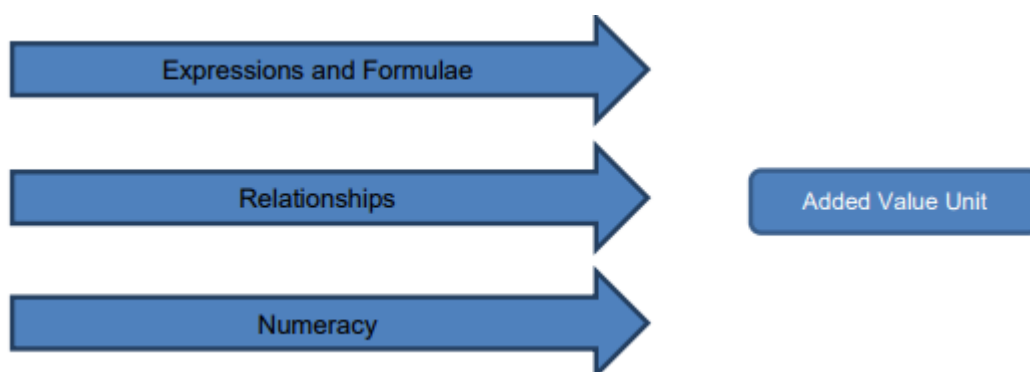 Expressions and Formulae
Relationships
Added Value Unit
Numeracy